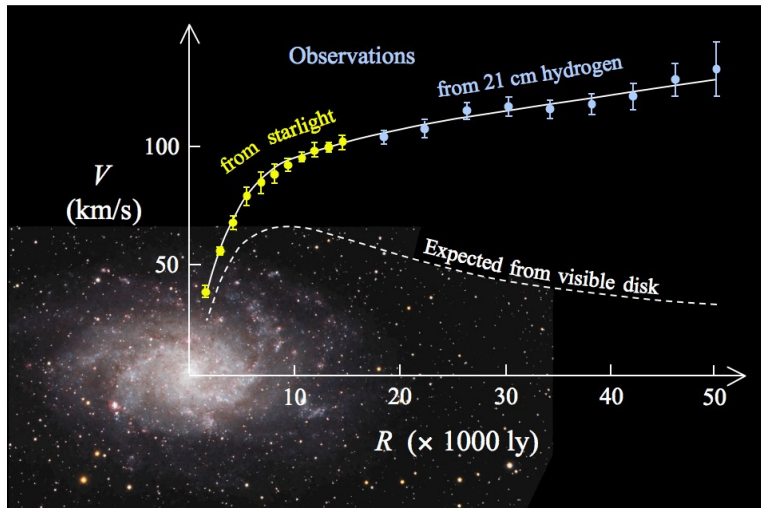 Observations
from 21 cm hydrogen
from starlight
100
V
(km/s)
50
Expected from visible disk
10
20
30
40
50
R (× 1000 ly)